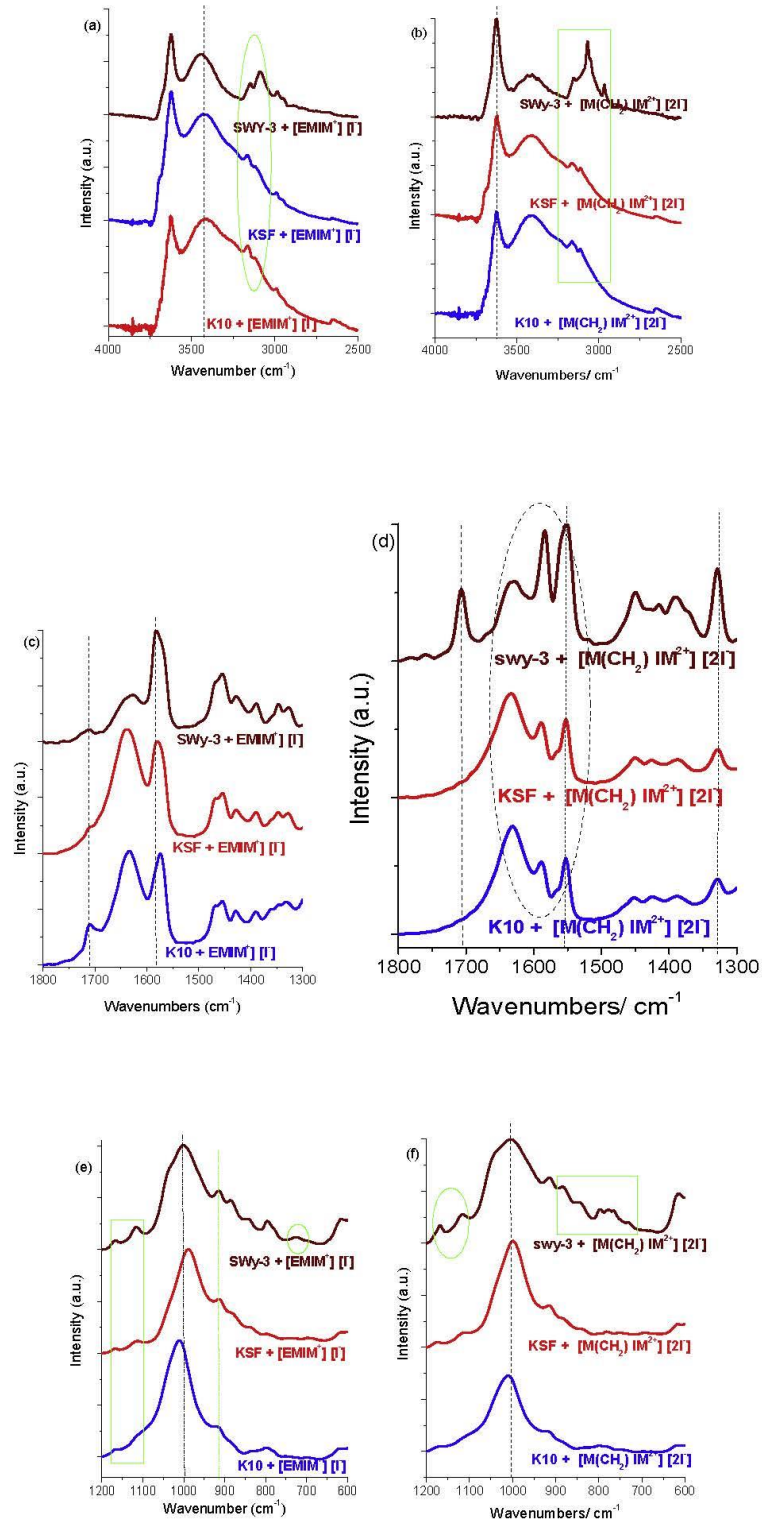 (a)
SWY-3 + [EMIM⁺] [I⁻]
KSF + [EMIM⁺] [I⁻]
K10 + [EMIM⁺] [I⁻]
Intensity (a.u.)
4000 3500 3000 2500
Wavenumber (cm⁻¹)
(b)
SWy-3 + [M(CH₂) IM²⁺] [2I⁻]
KSF + [M(CH₂) IM²⁺] [2I⁻]
K10 + [M(CH₂) IM²⁺] [2I⁻]
Intensity (a.u.)
4000 3500 3000 2500
Wavenumbers/ cm⁻¹
(c)
SWy-3 + EMIM⁺] [I⁻]
KSF + EMIM⁺] [I⁻]
K10 + EMIM⁺] [I⁻]
Intensity (a.u.)
1800 1700 1600 1500 1400 1300
Wavenumbers (cm⁻¹)
(d)
swy-3 + [M(CH₂) IM²⁺] [2I⁻]
KSF + [M(CH₂) IM²⁺] [2I⁻]
K10 + [M(CH₂) IM²⁺] [2I⁻]
Intensity (a.u.)
1800 1700 1600 1500 1400 1300
Wavenumbers/ cm⁻¹
(e)
SWy-3 + [EMIM⁺] [I⁻]
KSF + [EMIM⁺] [I⁻]
K10 + [EMIM⁺] [I⁻]
Intensity (a.u.)
1200 1100 1000 900 800 700 600
Wavenumber (cm⁻¹)
(f)
swy-3 + [M(CH₂) IM²⁺] [2I⁻]
KSF + [M(CH₂) IM²⁺] [2I⁻]
K10 + [M(CH₂) IM²⁺] [2I⁻]
Intensity (a.u.)
1200 1100 1000 900 800 700 600
Wavenumbers/ cm⁻¹